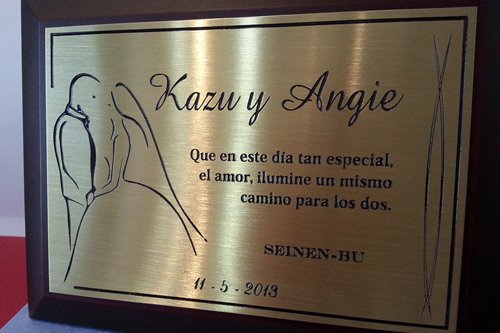 Kazu y Angie
Que en este día tan especial,
el amor, ilumine un mismo
camino para los dos.
SEINEN-BU
11 - 5 - 2013